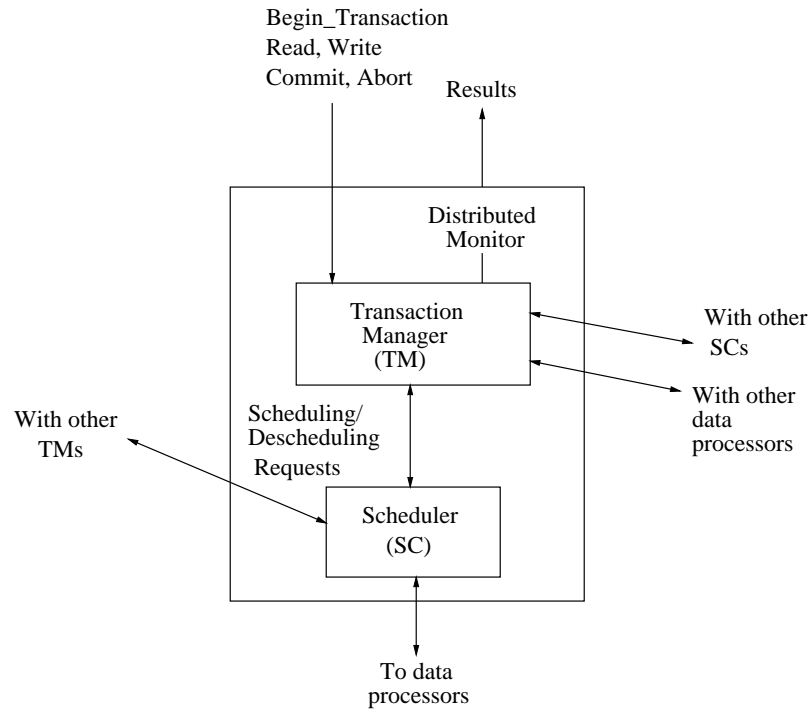 Begin_Transaction
Read, Write
Commit, Abort
Results
Distributed
Monitor
Transaction
Manager
(TM)
With other
SCs
With other
data
processors
Scheduling/
Descheduling
Requests
With other
TMs
Scheduler
(SC)
To data
processors